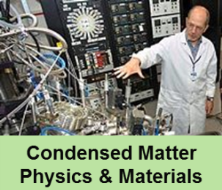 Condensed Matter
Physics & Materials